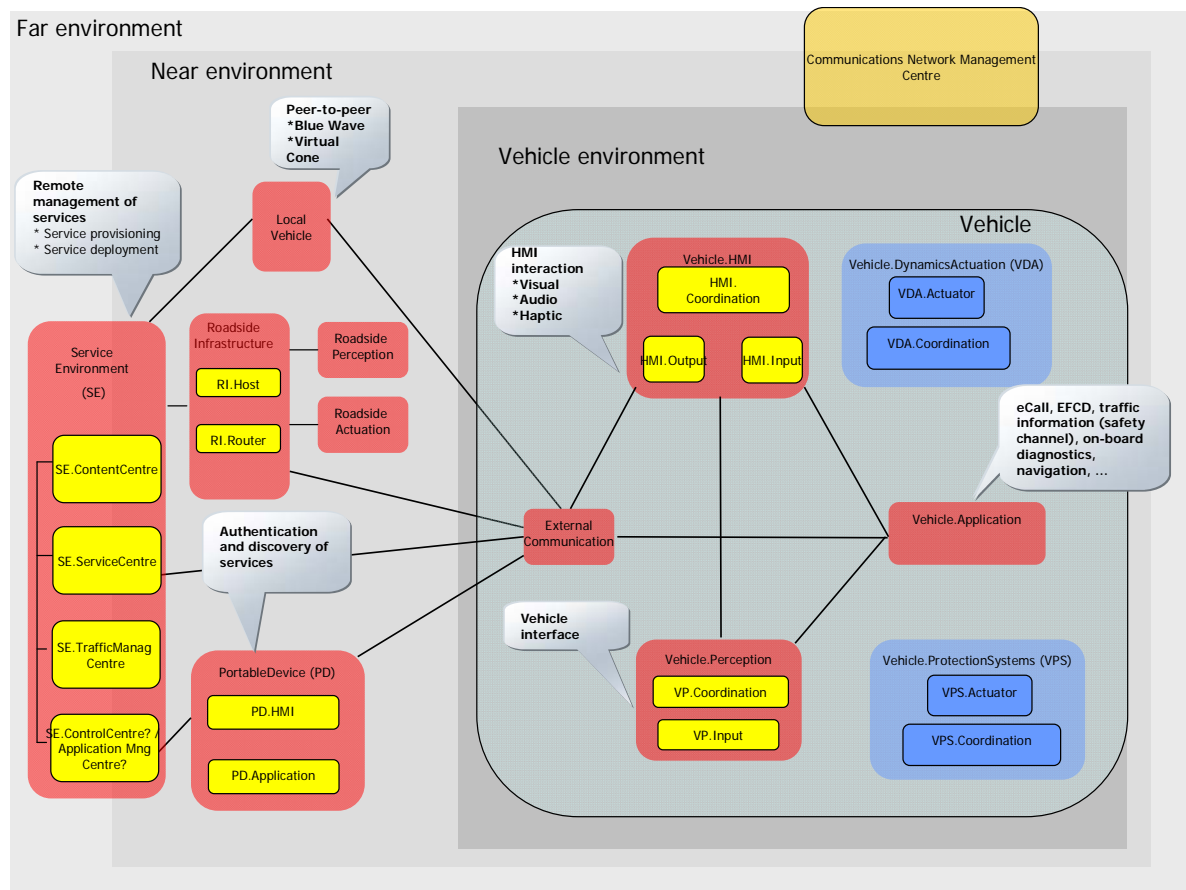 Far environment
Near environment
Communications Network Management
Centre
Peer-to-peer
*Blue Wave
*Virtual
Cone
Vehicle environment
Remote
management of
services
* Service provisioning
* Service deployment
Local
Vehicle
Vehicle
HMI
interaction
*Visual
*Audio
*Haptic
Vehicle.HMI
HMI.
Coordination
HMI.Output
HMI.Input
Vehicle.DynamicsActuation (VDA)
VDA.Actuator
VDA.Coordination
Service
Environment
(SE)
Roadside
Infrastructure
RI.Host
RI.Router
Roadside
Perception
Roadside
Actuation
eCall, EFCD, traffic
information (safety
channel), on-board
diagnostics,
navigation, ...
SE.ContentCentre
SE.ServiceCentre
SE.TrafficManag
Centre
SE.ControlCentre? /
Application Mng
Centre?
Authentication
and discovery of
services
External
Communication
Vehicle.Application
Vehicle
interface
PortableDevice (PD)
PD.HMI
PD.Application
Vehicle.Perception
VP.Coordination
VP.Input
Vehicle.ProtectionSystems (VPS)
VPS.Actuator
VPS.Coordination